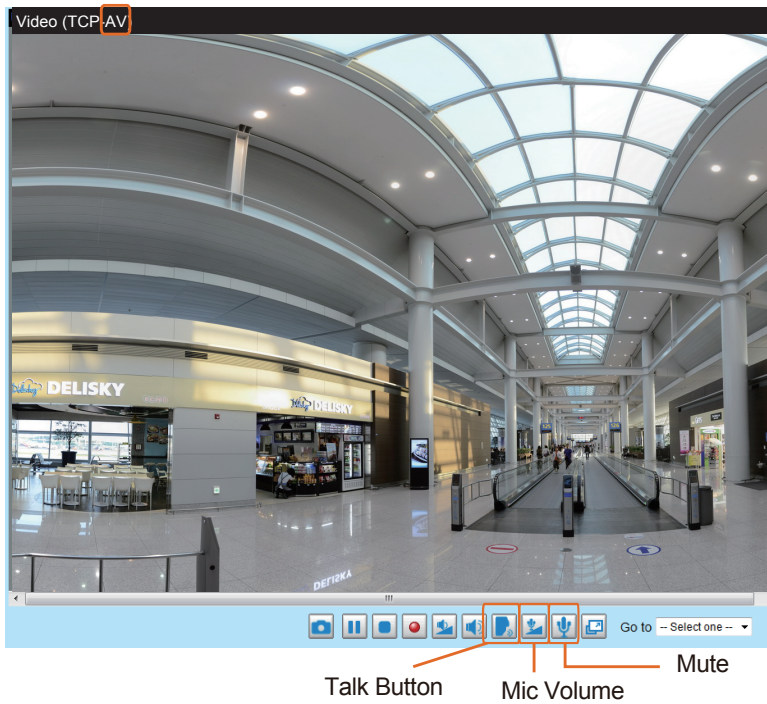 Video (TCP-AV)
DELISKY
DELISKY
DELISKY
Go to -- Select one --
Talk Button
Mic Volume
Mute